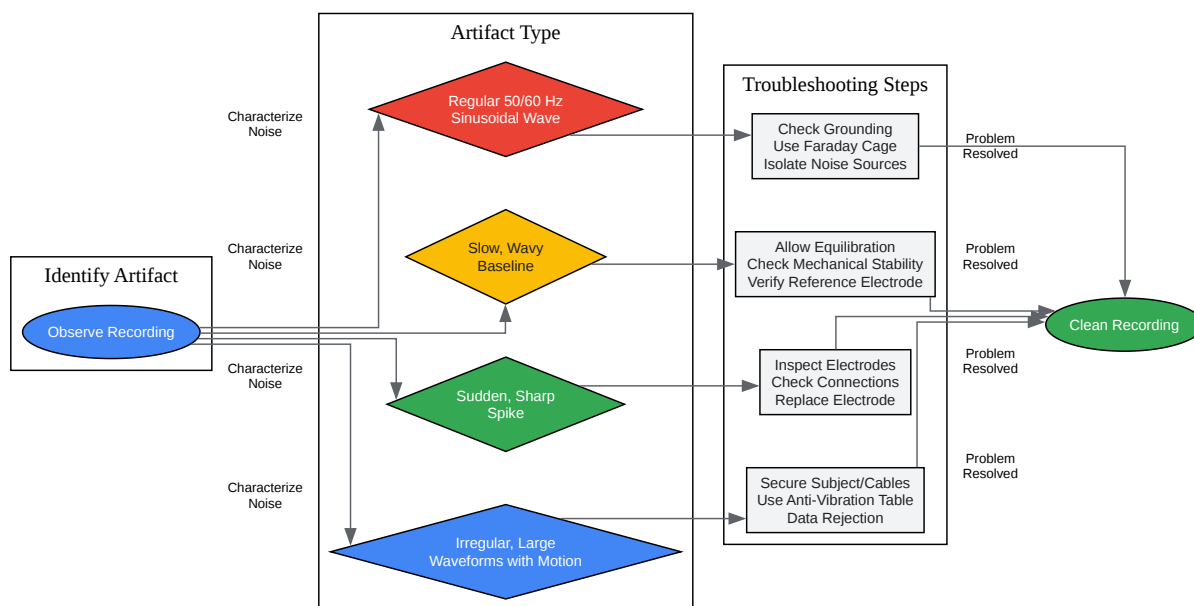 Identify Artifact
Observe Recording
Characterize
Noise
Characterize
Noise
Characterize
Noise
Characterize
Noise
Artifact Type
Regular 50/60 Hz
Sinusoidal Wave
Slow, Wavy
Baseline
Sudden, Sharp
Spike
Irregular, Large
Waveforms with Motion
Troubleshooting Steps
Check Grounding
Use Faraday Cage
Isolate Noise Sources
Allow Equilibration
Check Mechanical Stability
Verify Reference Electrode
Inspect Electrodes
Check Connections
Replace Electrode
Secure Subject/Cables
Use Anti-Vibration Table
Data Rejection
Problem
Resolved
Problem
Resolved
Problem
Resolved
Problem
Resolved
Clean Recording